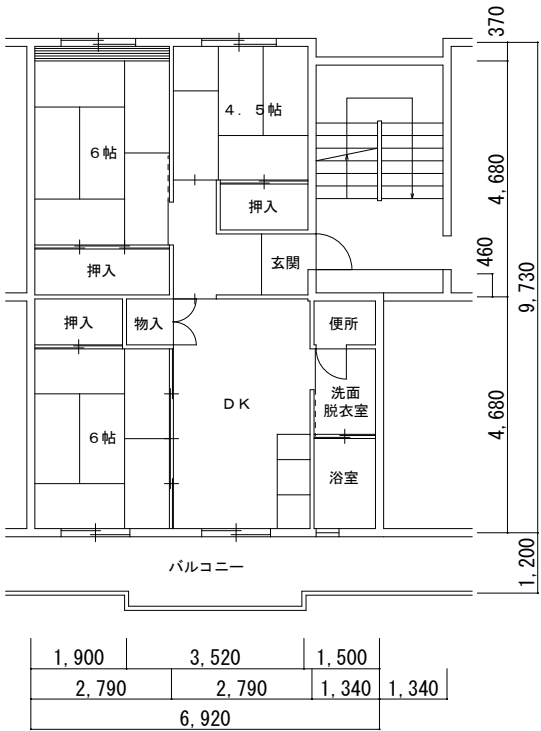 370
４．５帖
６帖
4,680
押入
460
玄関
押入
9,730
押入
物入
便所
洗面
脱衣室
ＤＫ
4,680
６帖
浴室
バルコニー
1,200
1,900
3,520
1,500
2,790
2,790
1,340
1,340
6,920